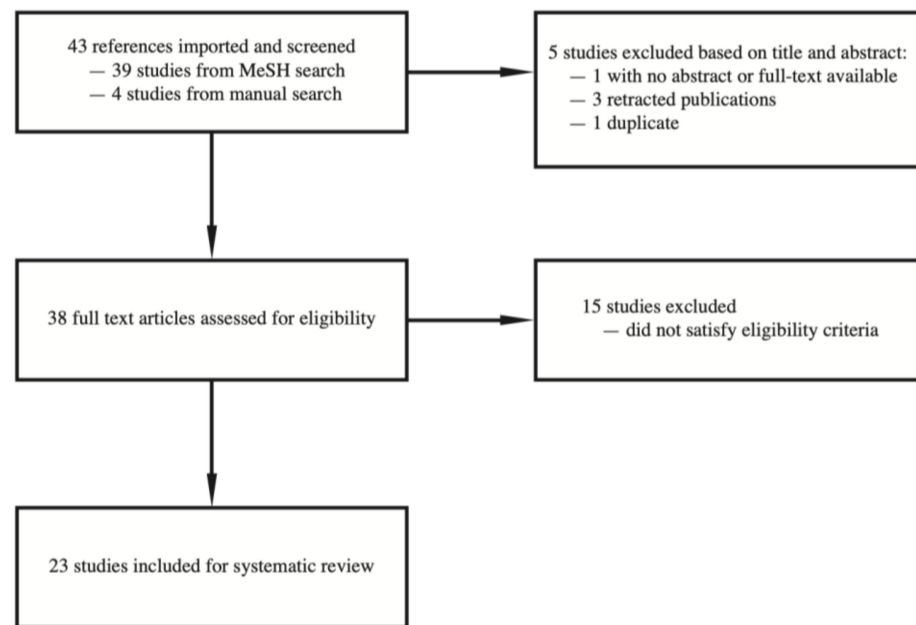 43 references imported and screened
— 39 studies from MeSH search
— 4 studies from manual search
5 studies excluded based on title and abstract:
— 1 with no abstract or full-text available
— 3 retracted publications
— 1 duplicate
38 full text articles assessed for eligibility
15 studies excluded
— did not satisfy eligibility criteria
23 studies included for systematic review